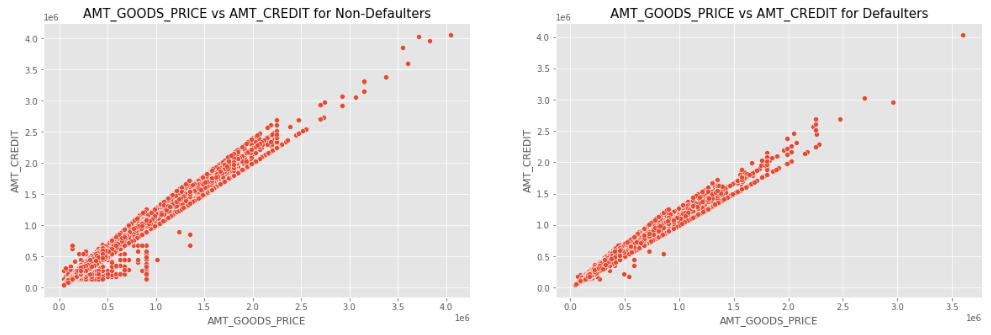 AMT_GOODS_PRICE vs AMT_CREDIT for Non-Defaulters
1e6
4.0
3.5
3.0
2.5
2.0
1.5
1.0
0.5
0.0
AMT_CREDIT
0.0 0.5 1.0 1.5 2.0 2.5 3.0 3.5 4.0
1e6
AMT_GOODS_PRICE
AMT_GOODS_PRICE vs AMT_CREDIT for Defaulters
1e6
4.0
3.5
3.0
2.5
2.0
1.5
1.0
0.5
0.0
AMT_CREDIT
0.0 0.5 1.0 1.5 2.0 2.5 3.0 3.5
1e6
AMT_GOODS_PRICE